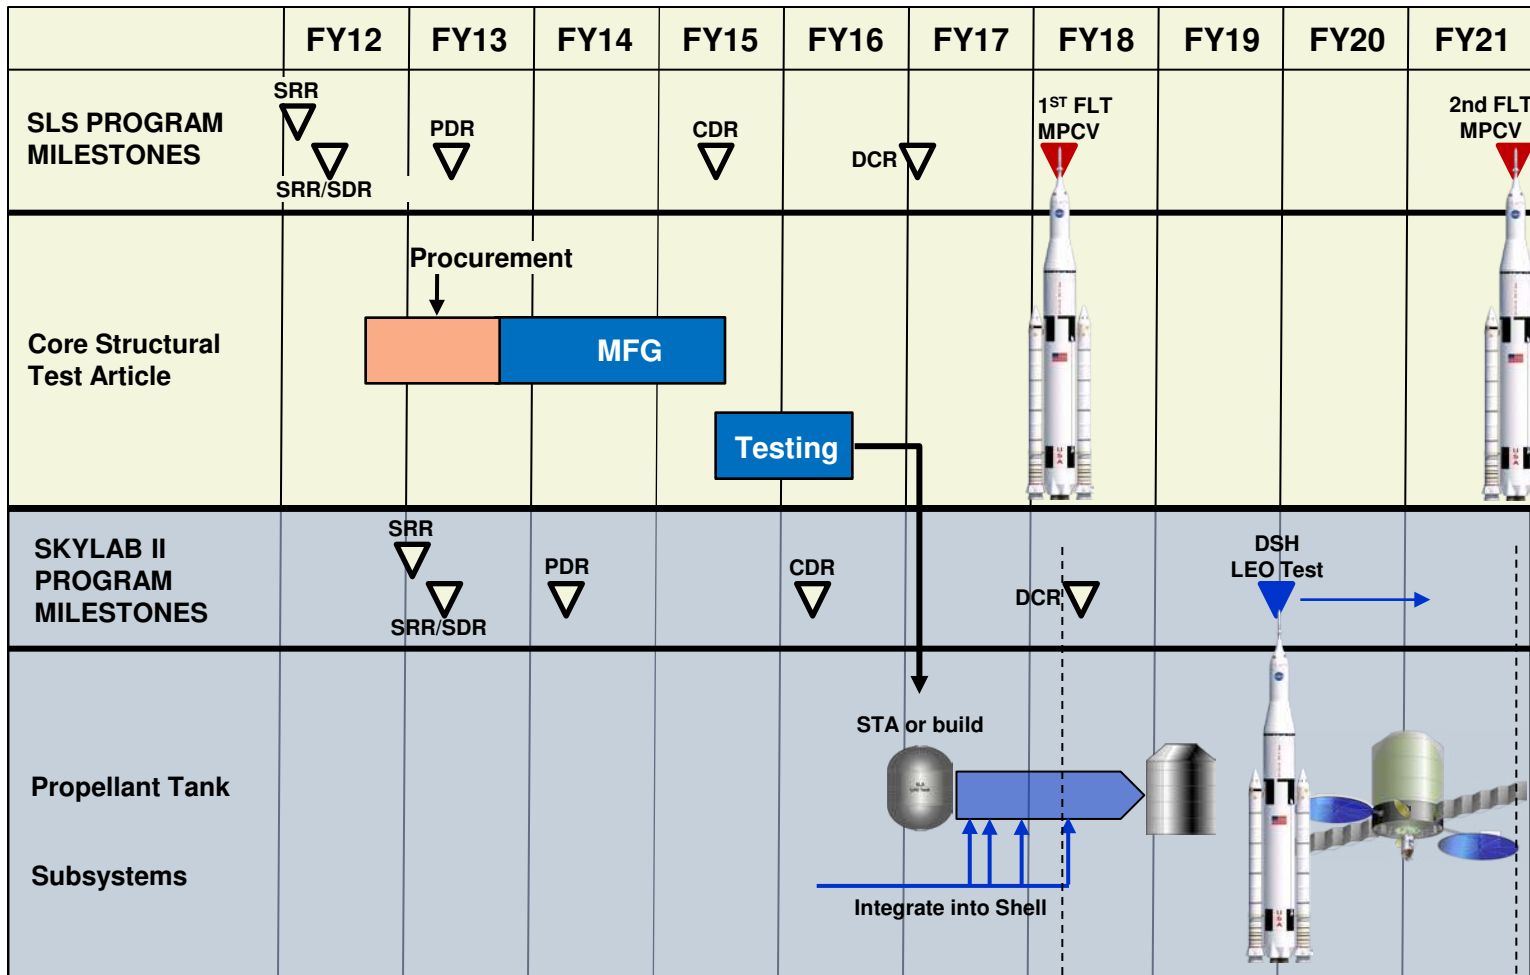 FY12 FY13 FY14 FY15 FY16 FY17 FY18 FY19 FY20 FY21
SLS PROGRAM
MILESTONES
SRR
SRR/SDR
PDR
CDR
DCR
1ST FLT
MPCV
2nd FLT
MPCV
Core Structural
Test Article
Procurement
MFG
Testing
SKYLAB II
PROGRAM
MILESTONES
SRR
SRR/SDR
PDR
CDR
DCR
DSH
LEO Test
Propellant Tank
STA or build
Subsystems
Integrate into Shell